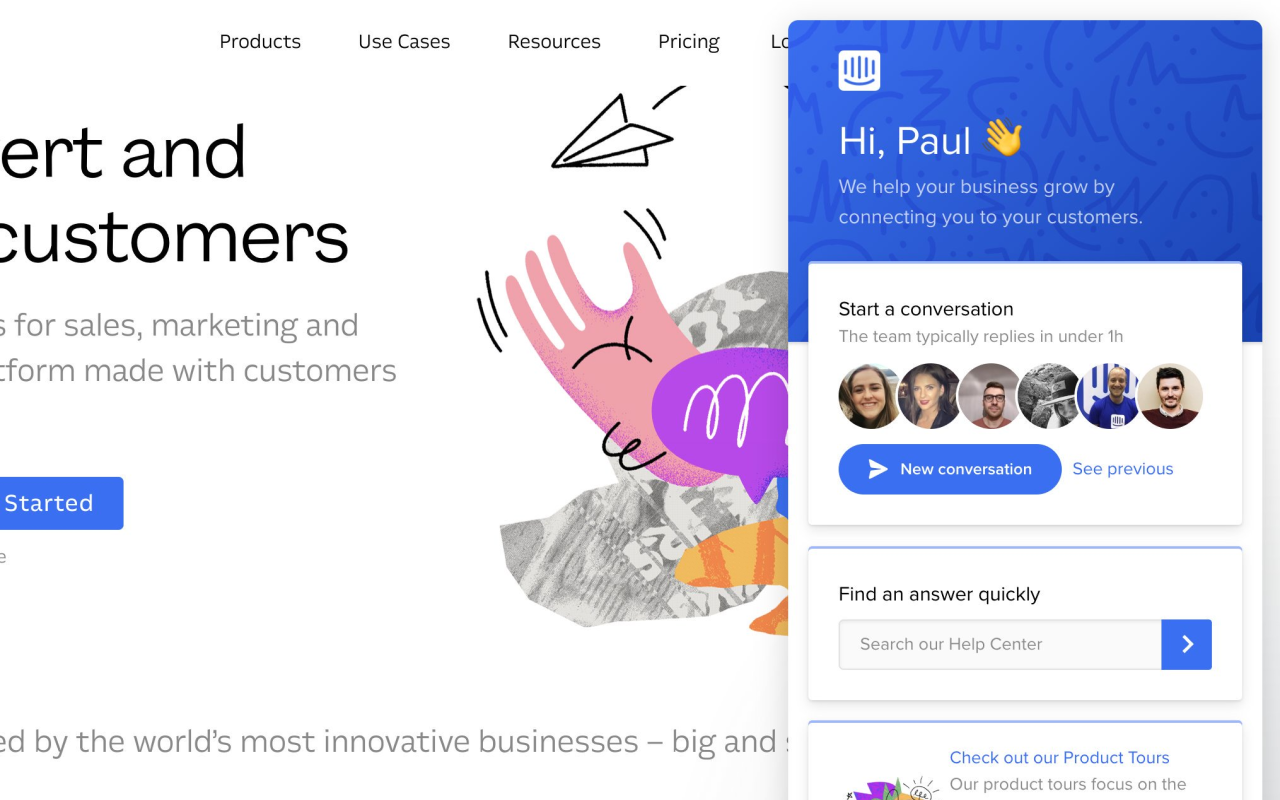 Products Use Cases Resources Pricing
ert and
customers
s for sales, marketing and
tform made with customers
Started
e
ed by the world's most innovative businesses – big and
Hi, Paul 👋
We help your business grow by
connecting you to your customers.
Start a conversation
The team typically replies in under 1h
New conversation See previous
Find an answer quickly
Search our Help Center
Check out our Product Tours
Our product tours focus on the